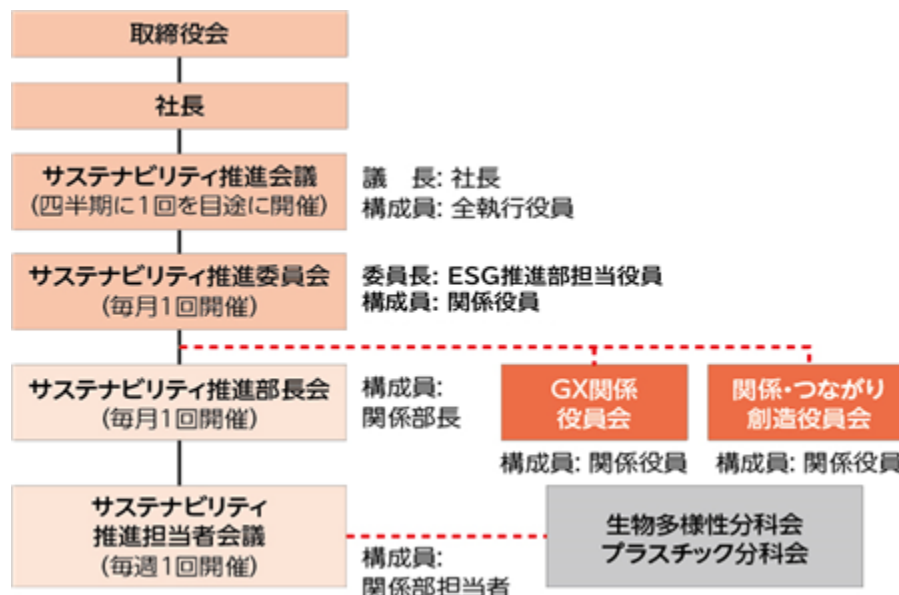 取締役会
社長
サステナビリティ推進会議
(四半期に1回を目途に開催)
議　長: 社長
構成員: 全執行役員
サステナビリティ推進委員会
(毎月1回開催)
委員長: ESG推進部担当役員
構成員: 関係役員
サステナビリティ推進部長会
(毎月1回開催)
構成員:
関係部長
GX関係
役員会
構成員: 関係役員
関係・つながり
創造役員会
構成員: 関係役員
サステナビリティ
推進担当者会議
(毎週1回開催)
構成員:
関係部担当者
生物多様性分科会
プラスチック分科会